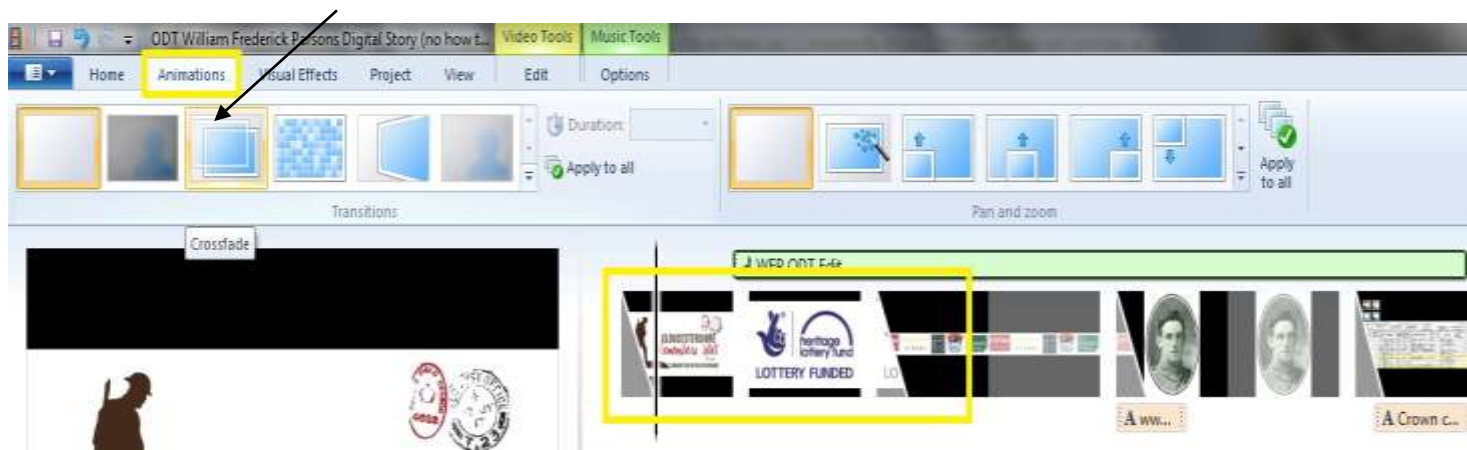 ODT William Frederick Parsons Digital Story (no how t...
Video Tools
Music Tools
Home
Animations
Visual Effects
Project
View
Edit
Options
Duration:
Apply to all
Apply to all
Transitions
Pan and zoom
Crossfade
WFP ODT Edit
GLOUCESTERSHIRE
heritage
lottery fund
LOTTERY FUNDED
LO
A ww...
A Crown c...